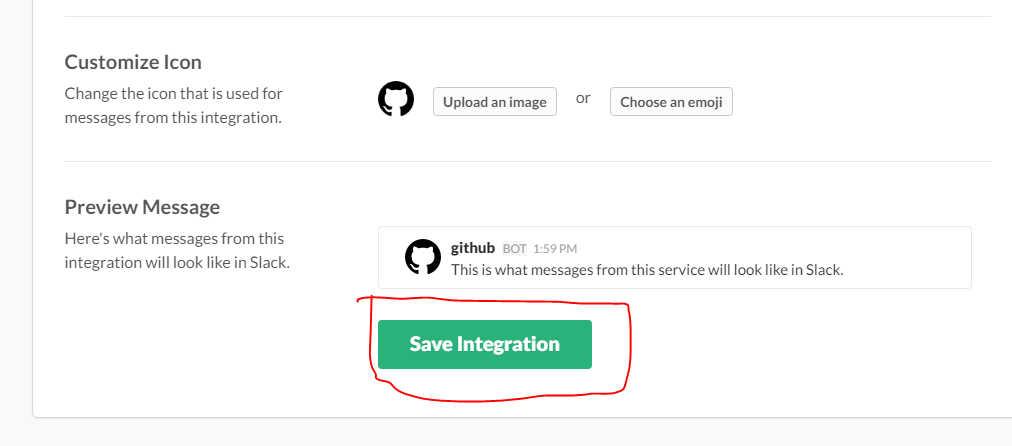 Customize Icon
Change the icon that is used for
messages from this integration.
Upload an image or Choose an emoji
Preview Message
Here's what messages from this
integration will look like in Slack.
github BOT 1:59 PM
This is what messages from this service will look like in Slack.
Save Integration